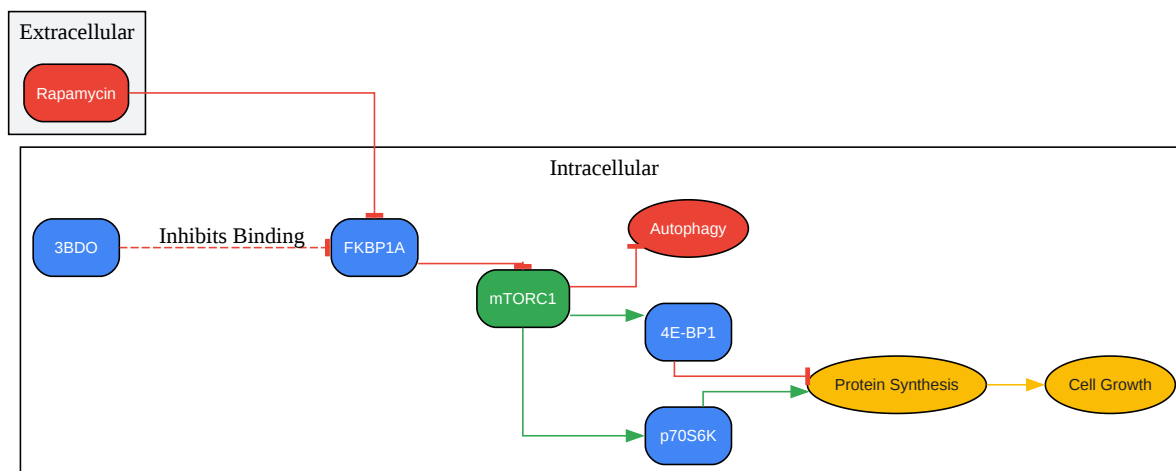 Extracellular
Rapamycin
Intracellular
3BDO
Inhibits Binding
FKBP1A
Autophagy
mTORC1
4E-BP1
Protein Synthesis
Cell Growth
p70S6K